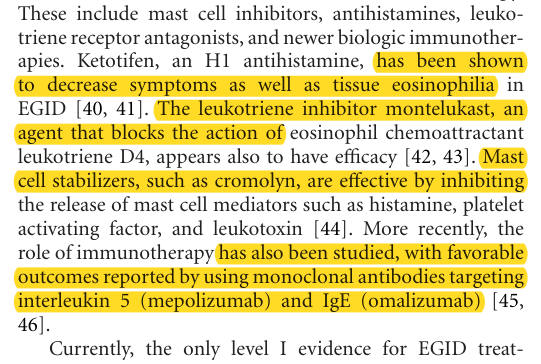 These include mast cell inhibitors, antihistamines, leuko-
triene receptor antagonists, and newer biologic immunother-
apies. Ketotifen, an H1 antihistamine, has been shown
to decrease symptoms as well as tissue eosinophilia in
EGID [40, 41]. The leukotriene inhibitor montelukast, an
agent that blocks the action of eosinophil chemoattractant
leukotriene D4, appears also to have efficacy [42, 43]. Mast
cell stabilizers, such as cromolyn, are effective by inhibiting
the release of mast cell mediators such as histamine, platelet
activating factor, and leukotoxin [44]. More recently, the
role of immunotherapy has also been studied, with favorable
outcomes reported by using monoclonal antibodies targeting
interleukin 5 (mepolizumab) and IgE (omalizumab) [45,
46].
Currently, the only level I evidence for EGID treat-